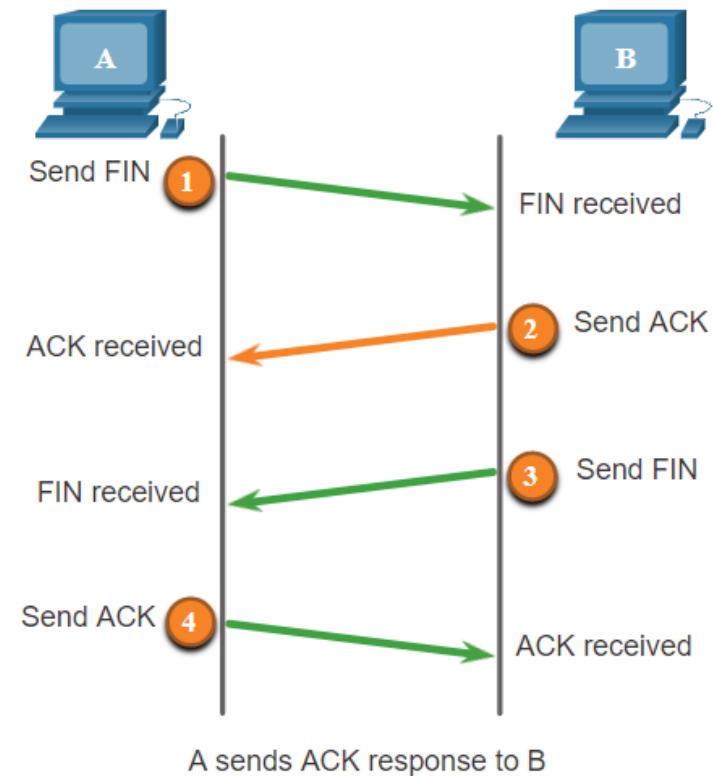 A
B
Send FIN 1
FIN received
2 Send ACK
ACK received
3 Send FIN
FIN received
Send ACK 4
ACK received
A sends ACK response to B